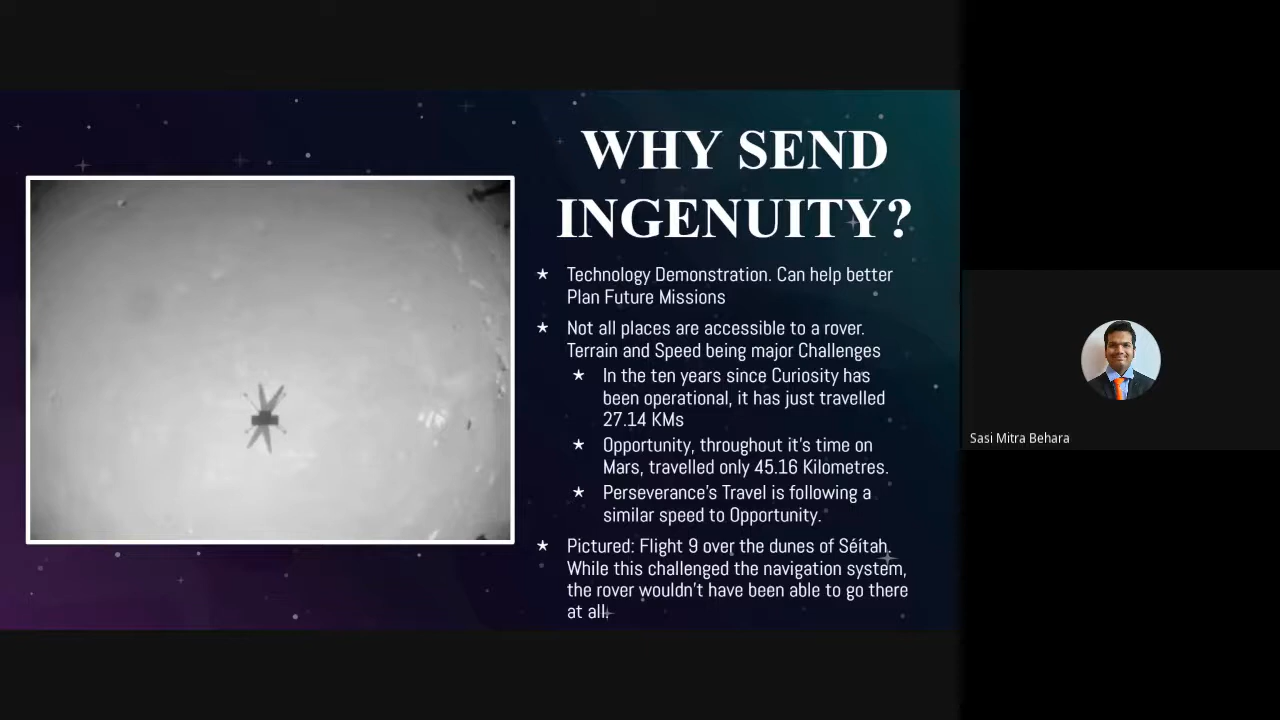 WHY SEND
INGENUITY?
Technology Demonstration. Can help better
Plan Future Missions
Not all places are accessible to a rover.
Terrain and Speed being major Challenges
In the ten years since Curiosity has
been operational, it has just travelled
27.14 KMs
Opportunity, throughout it's time on
Mars, travelled only 45.16 Kilometres.
Perseverance's Travel is following a
similar speed to Opportunity.
Pictured: Flight 9 over the dunes of Séítah.
While this challenged the navigation system,
the rover wouldn't have been able to go there
at all.
Sasi Mitra Behara